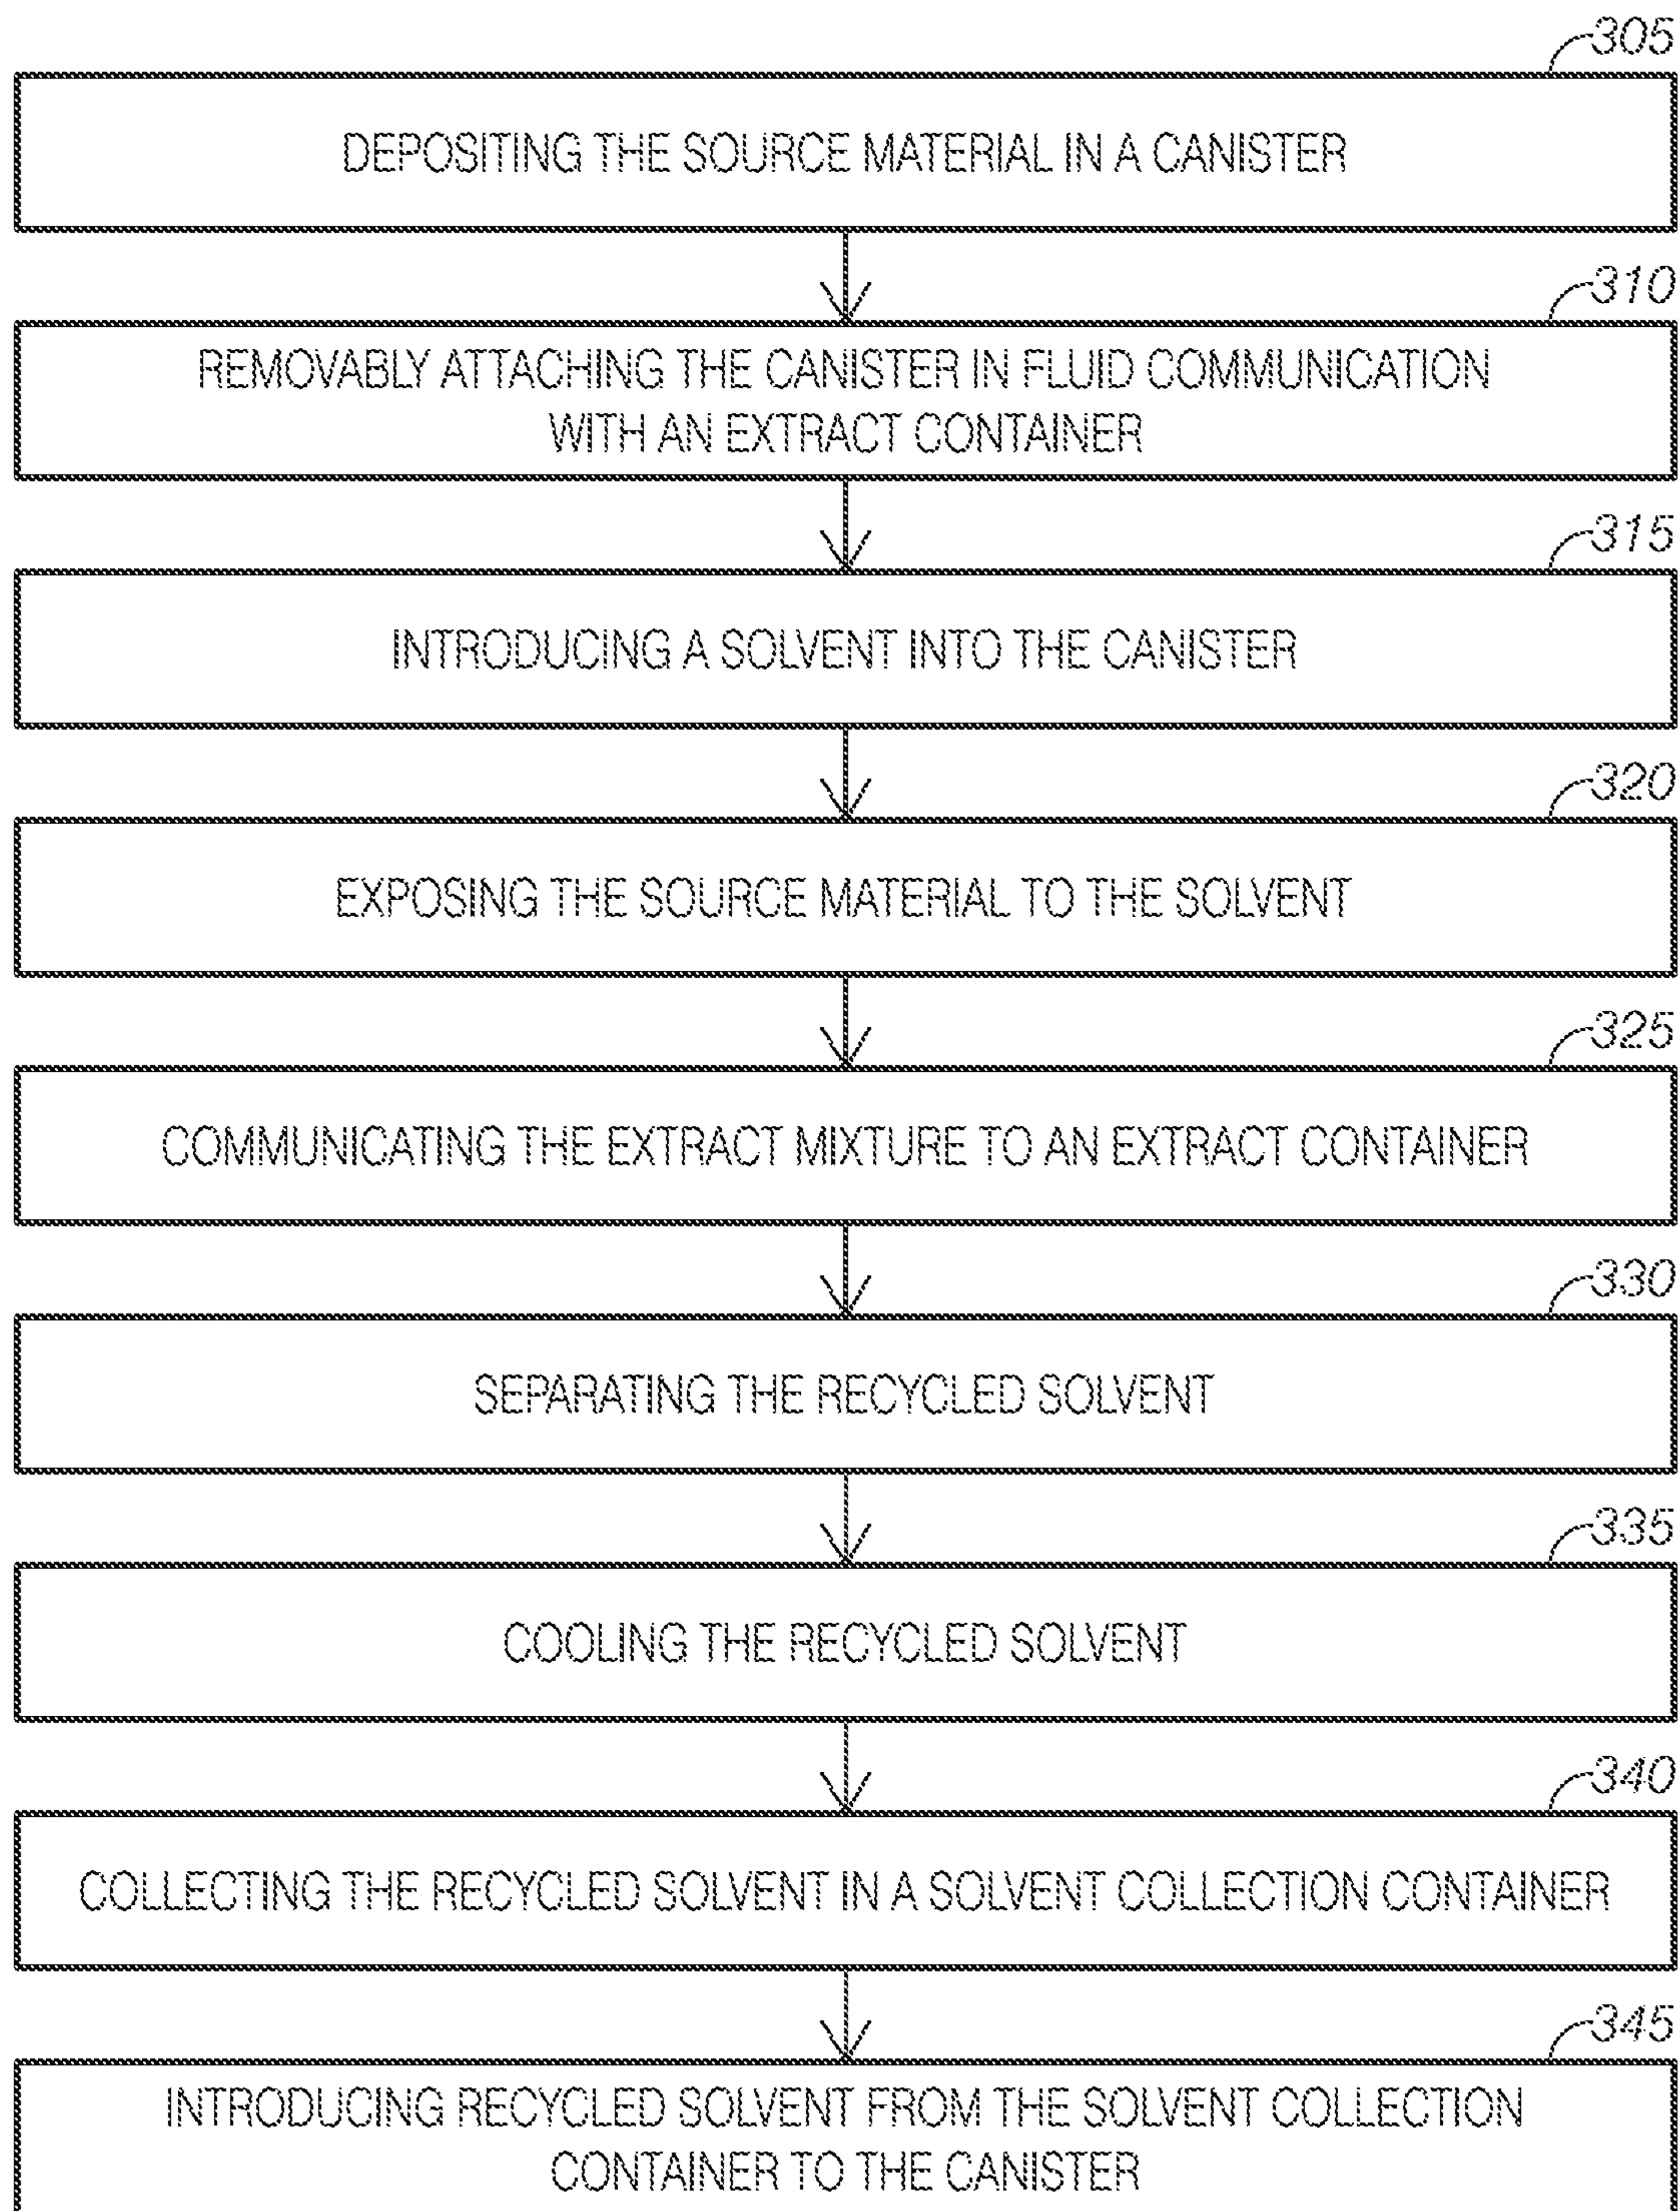 305
DEPOSITING THE SOURCE MATERIAL IN A CANISTER
310
REMOVABLY ATTACHING THE CANISTER IN FLUID COMMUNICATION
WITH AN EXTRACT CONTAINER
315
INTRODUCING A SOLVENT INTO THE CANISTER
320
EXPOSING THE SOURCE MATERIAL TO THE SOLVENT
325
COMMUNICATING THE EXTRACT MIXTURE TO AN EXTRACT CONTAINER
330
SEPARATING THE RECYCLED SOLVENT
335
COOLING THE RECYCLED SOLVENT
340
COLLECTING THE RECYCLED SOLVENT IN A SOLVENT COLLECTION CONTAINER
345
INTRODUCING RECYCLED SOLVENT FROM THE SOLVENT COLLECTION
CONTAINER TO THE CANISTER